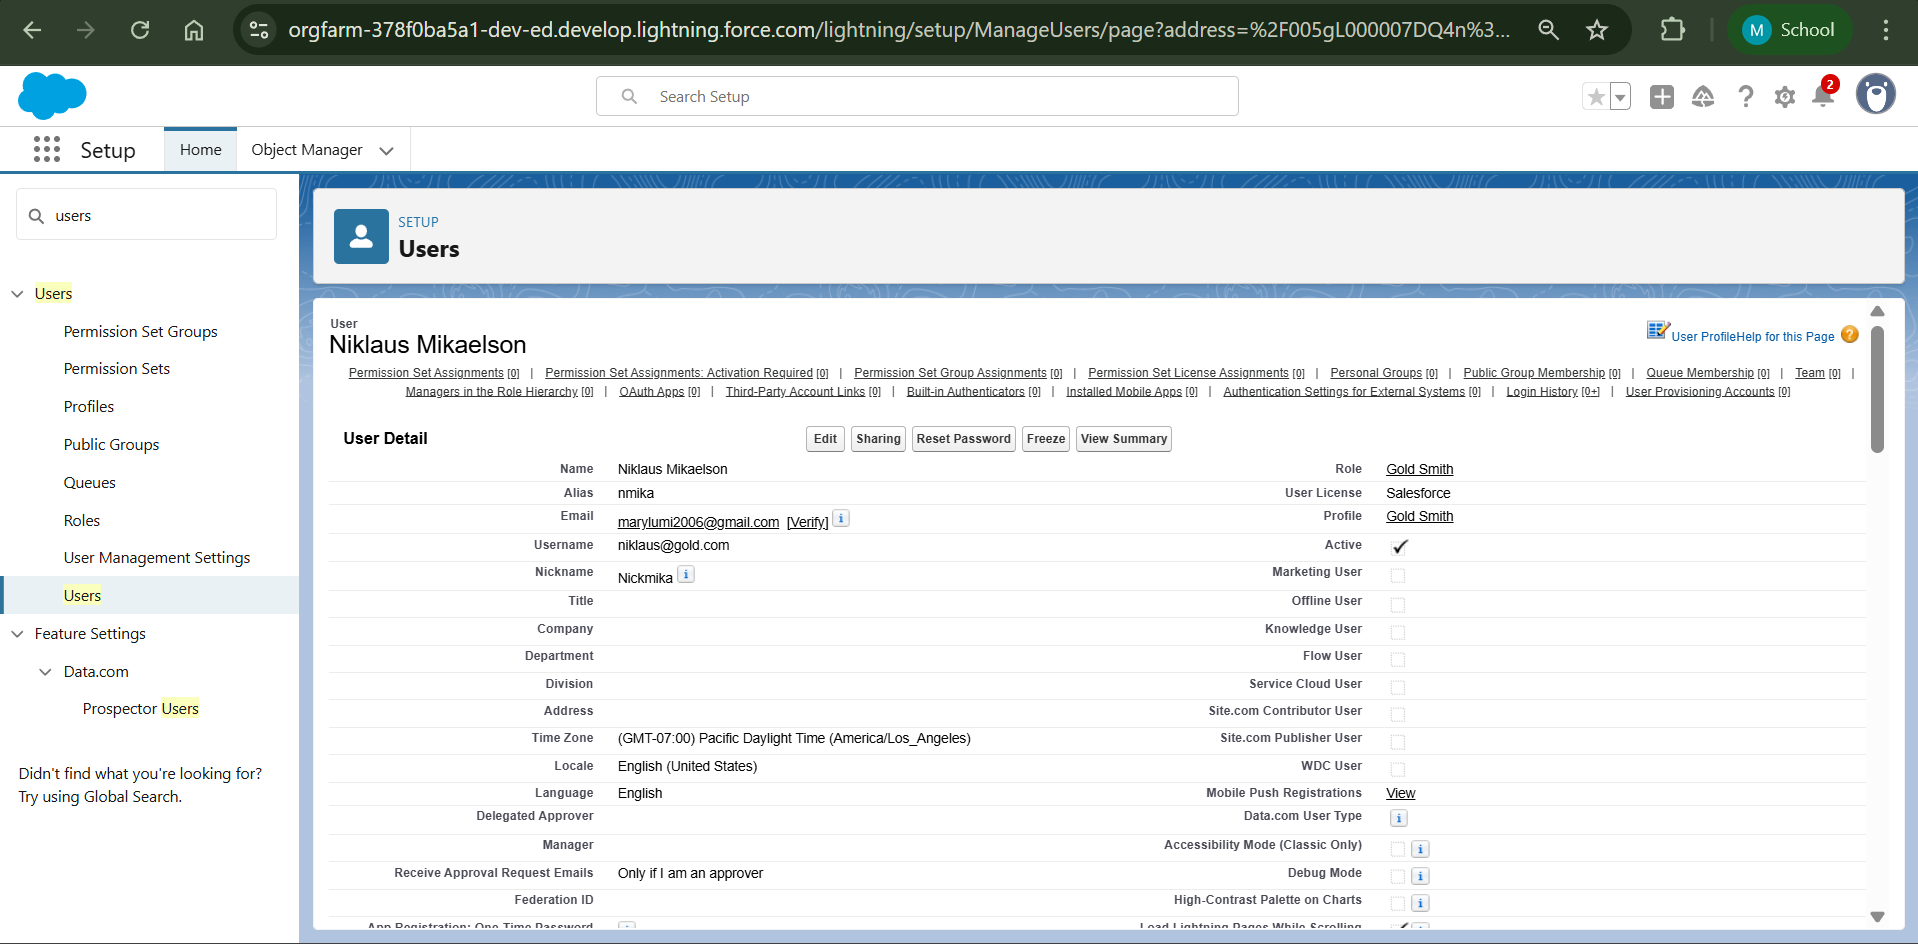 orgfarm-378f0ba5a1-dev-ed.develop.lightning.force.com/lightning/setup/ManageUsers/page?address=%2F005gL000007DQ4n%3...
M School
Search Setup
2
Setup Home Object Manager
users
Users
Permission Set Groups
Permission Sets
Profiles
Public Groups
Queues
Roles
User Management Settings
Users
Feature Settings
Data.com
Prospector Users
Didn't find what you're looking for?
Try using Global Search.
SETUP
Users
User
Niklaus Mikaelson
User Profile Help for this Page ?
Permission Set Assignments [0] | Permission Set Assignments: Activation Required [0] | Permission Set Group Assignments [0] | Permission Set License Assignments [0] | Personal Groups [0] | Public Group Membership [0] | Queue Membership [0] | Team [0] |
Managers in the Role Hierarchy [0] | OAuth Apps [0] | Third-Party Account Links [0] | Built-in Authenticators [0] | Installed Mobile Apps [0] | Authentication Settings for External Systems [0] | Login History [0+] | User Provisioning Accounts [0]
User Detail Edit Sharing Reset Password Freeze View Summary
Name Niklaus Mikaelson Role Gold Smith
Alias nmika User License Salesforce
Email marylumi2006@gmail.com [Verify] i Profile Gold Smith
Username niklaus@gold.com Active
Nickname Nickmika i Marketing User
Title Offline User
Company Knowledge User
Department Flow User
Division Service Cloud User
Address Site.com Contributor User
Time Zone (GMT-07:00) Pacific Daylight Time (America/Los_Angeles) Site.com Publisher User
Locale English (United States) WDC User
Language English Mobile Push Registrations View
Delegated Approver Data.com User Type i
Manager Accessibility Mode (Classic Only) i
Receive Approval Request Emails Only if I am an approver Debug Mode i
Federation ID High-Contrast Palette on Charts i
App Registration: One-Time Password Load Lightning Pages While Scrolling